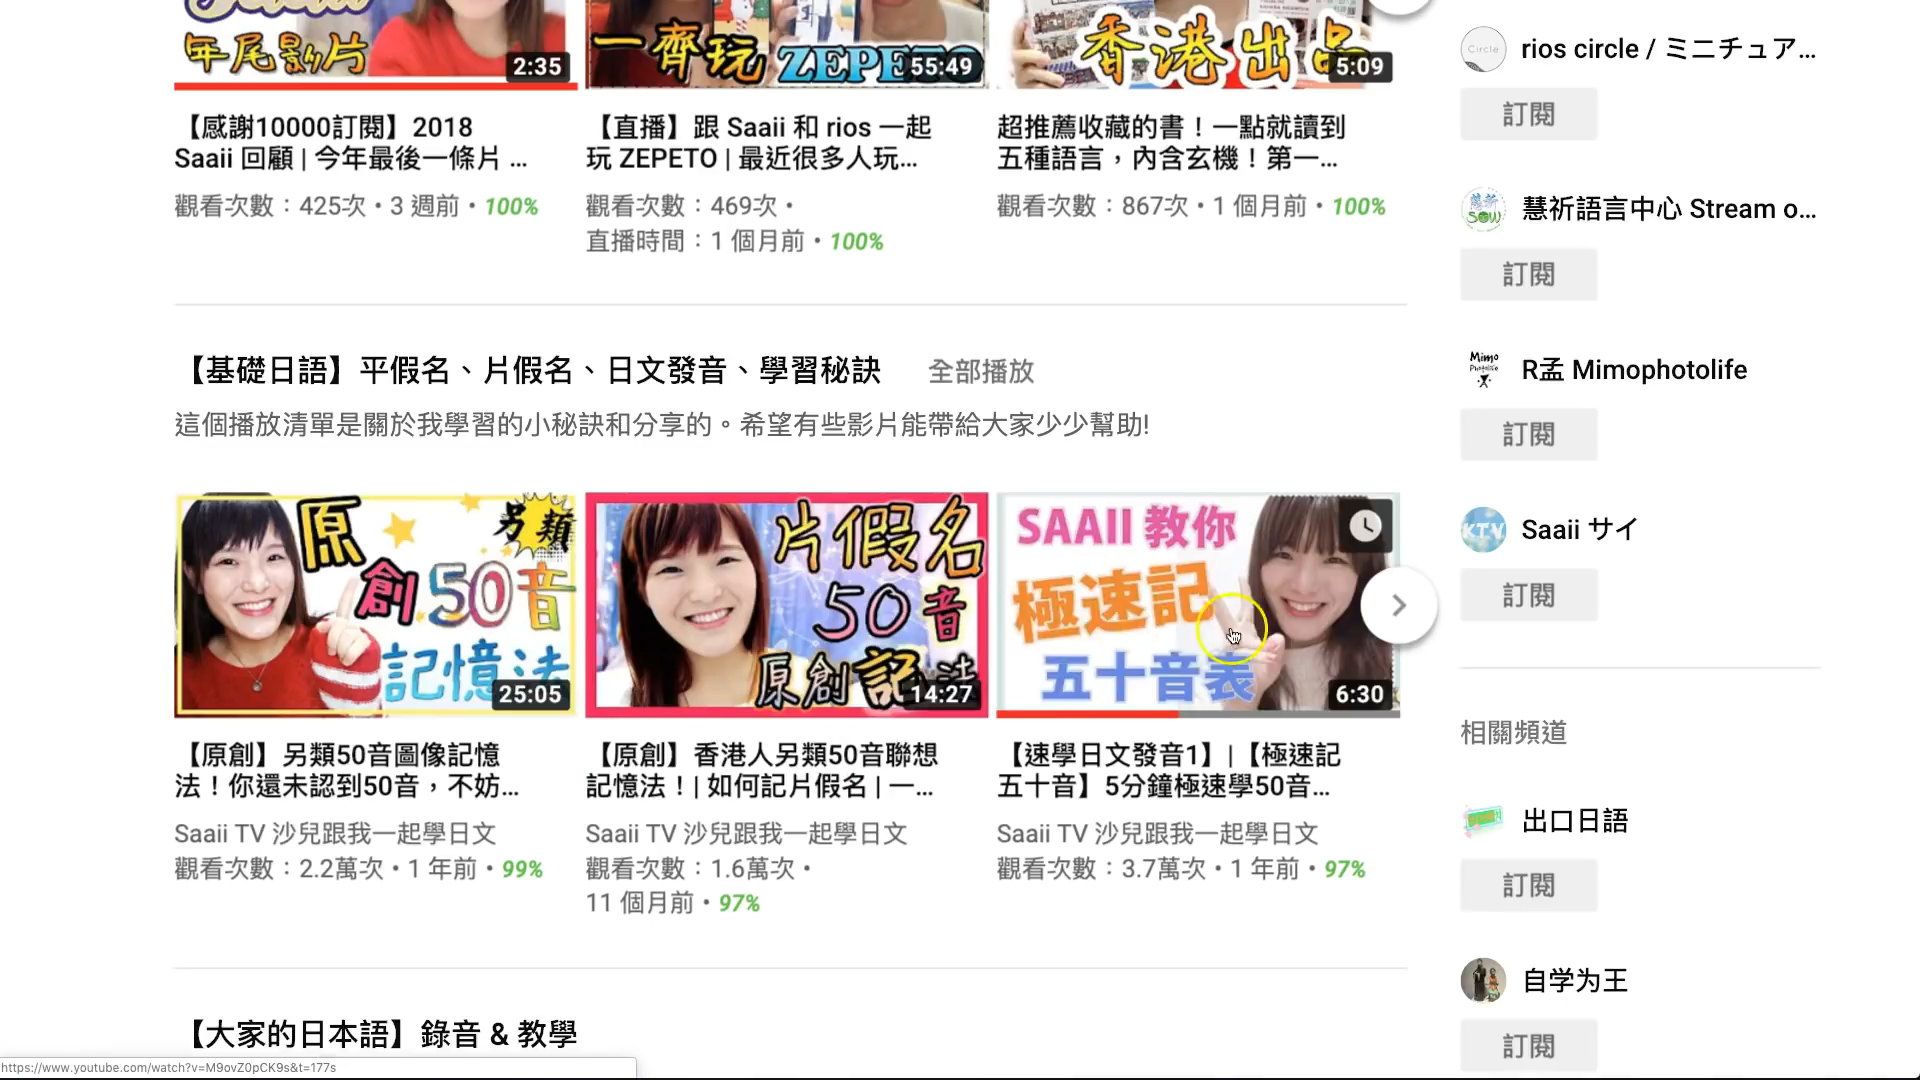 年尾影片
2:35
一齊玩 ZEPETO
55:49
香港出品
5:09
【感謝10000訂閱】2018
Saaii 回顧 | 今年最後一條片 ...
觀看次數：425次 • 3 週前 • 100%
【直播】跟 Saaii 和 rios 一起
玩 ZEPETO | 最近很多人玩...
觀看次數：469次 •
直播時間：1 個月前 • 100%
超推薦收藏的書！一點就讀到
五種語言，內含玄機！第一...
觀看次數：867次 • 1 個月前 • 100%
【基礎日語】平假名、片假名、日文發音、學習秘訣
全部播放
這個播放清單是關於我學習的小秘訣和分享的。希望有些影片能帶給大家少少幫助!
原
另類
創50音
記憶法
25:05
片假名
50音
原創記法
14:27
SAAII 教你
極速記
五十音表
6:30
【原創】另類50音圖像記憶
法！你還未認到50音，不妨...
Saaii TV 沙兒跟我一起學日文
觀看次數：2.2萬次 • 1 年前 • 99%
【原創】香港人另類50音聯想
記憶法！| 如何記片假名 | 一...
Saaii TV 沙兒跟我一起學日文
觀看次數：1.6萬次 •
11 個月前 • 97%
【速學日文發音1】|【極速記
五十音】5分鐘極速學50音...
Saaii TV 沙兒跟我一起學日文
觀看次數：3.7萬次 • 1 年前 • 97%
【大家的日本語】錄音 & 教學
https://www.youtube.com/watch?v=M9ovZ0pCK9s&t=177s
Circle
rios circle / ミニチュア...
訂閱
慧祈
SOW
慧祈語言中心 Stream o...
訂閱
Mimo
Photolife
R孟 Mimophotolife
訂閱
KTV
Saaii サイ
訂閱
相關頻道
出口日語
訂閱
自学为王
訂閱